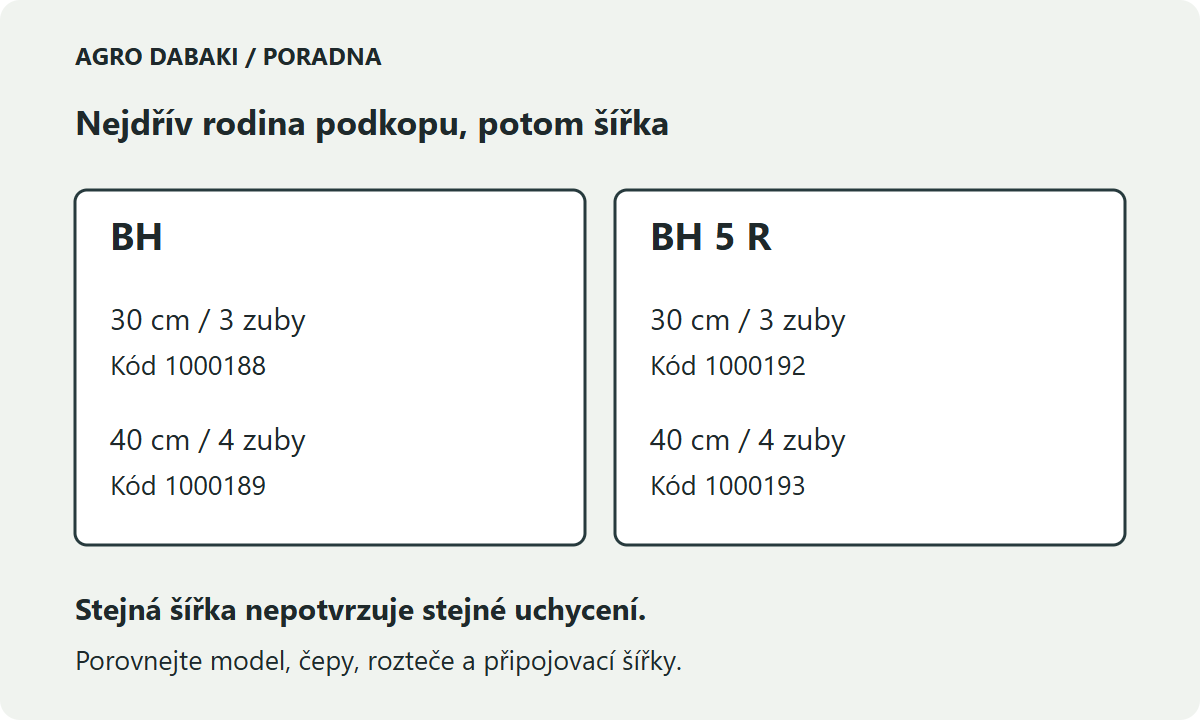 AGRO DABAKI / PORADNA
Nejdřív rodina podkopu, potom šířka
BH
30 cm / 3 zuby
Kód 1000188
40 cm / 4 zuby
Kód 1000189
BH 5 R
30 cm / 3 zuby
Kód 1000192
40 cm / 4 zuby
Kód 1000193
Stejná šířka nepotvrzuje stejné uchycení.
Porovnejte model, čepy, rozteče a připojovací šířky.